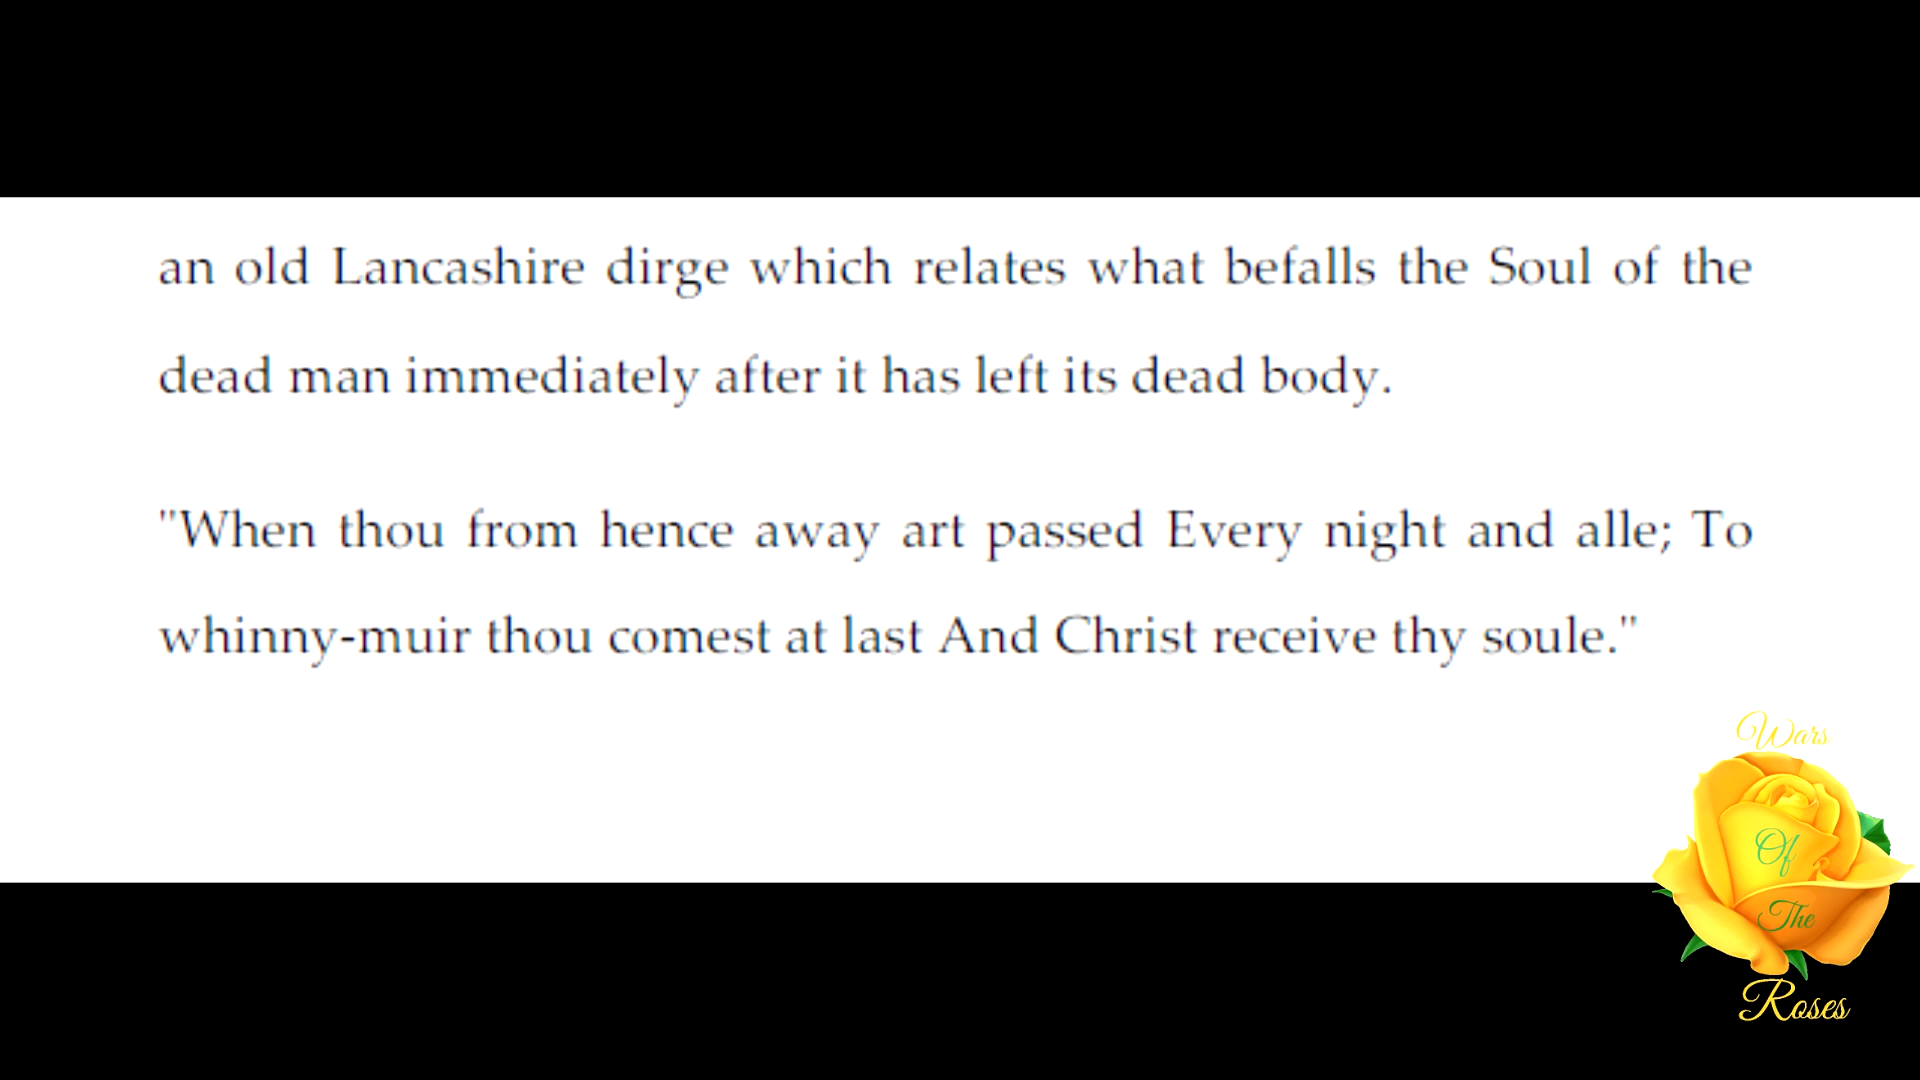 an old Lancashire dirge which relates what befalls the Soul of the
dead man immediately after it has left its dead body.
"When thou from hence away art passed Every night and alle; To
whinny-muir thou comest at last And Christ receive thy soule."
Wars
Of
The
Roses